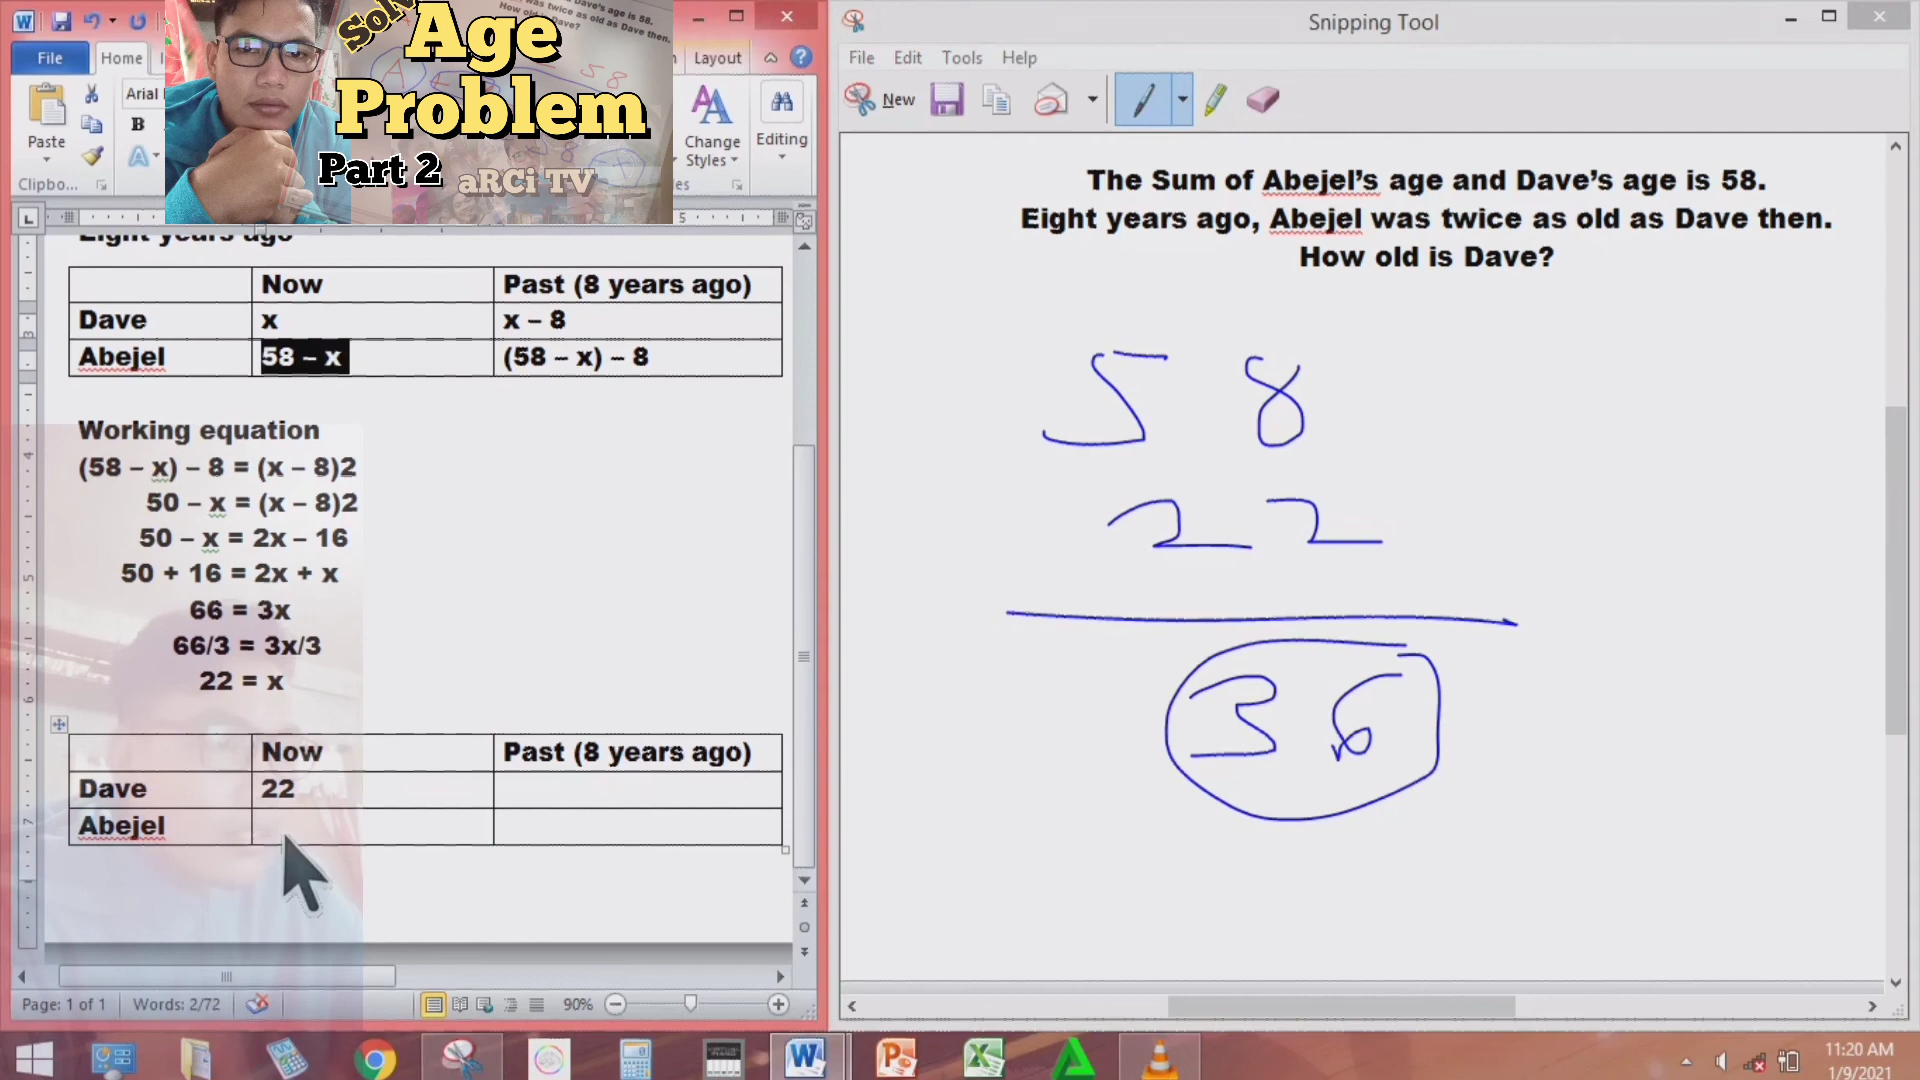 Solv
Age
Problem
Part 2
aRCi TV
File
Home
Layout
Paste
Arial
B
A
Change
Styles
Editing
Clipbo...
Eight years ago
Now Past (8 years ago)
Dave x x – 8
Abejel 58 – x (58 – x) – 8
Working equation
(58 – x) – 8 = (x – 8)2
50 – x = (x – 8)2
50 – x = 2x – 16
50 + 16 = 2x + x
66 = 3x
66/3 = 3x/3
22 = x
Now Past (8 years ago)
Dave 22
Abejel
Page: 1 of 1 Words: 2/72 90%
Snipping Tool
File Edit Tools Help
New
The Sum of Abejel’s age and Dave’s age is 58.
Eight years ago, Abejel was twice as old as Dave then.
How old is Dave?
58
22
36
11:20 AM
1/9/2021